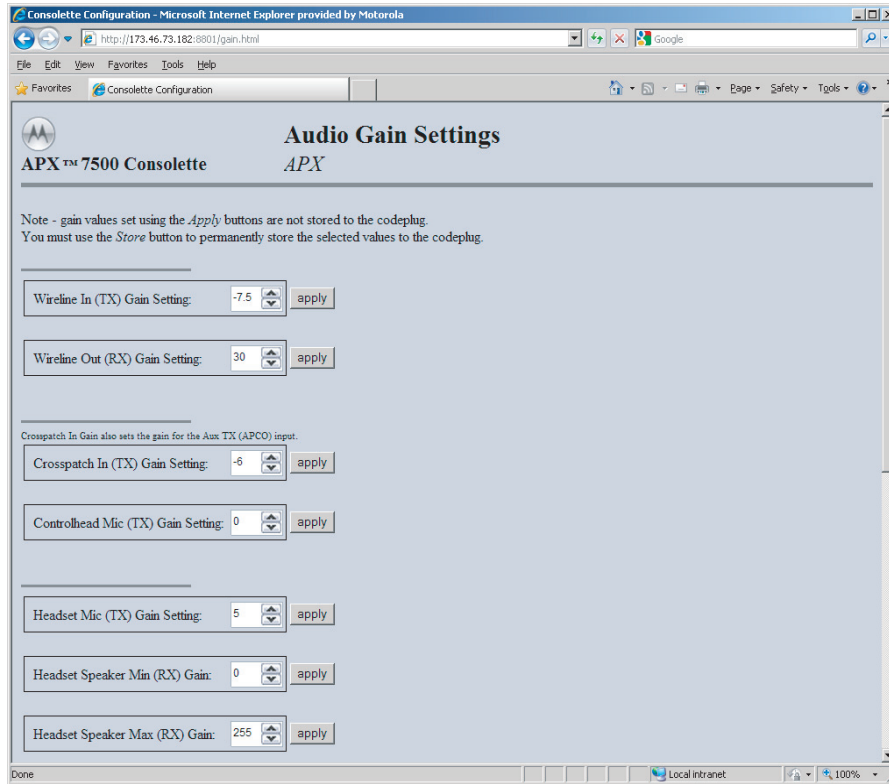 Consolette Configuration - Microsoft Internet Explorer provided by Motorola
http://173.46.73.182:8801/gain.html
Google
File Edit View Favorites Tools Help
Favorites Consolette Configuration Page Safety Tools
Audio Gain Settings
APX™ 7500 Consolette APX
Note - gain values set using the Apply buttons are not stored to the codeplug.
You must use the Store button to permanently store the selected values to the codeplug.
Wireline In (TX) Gain Setting: -7.5 apply
Wireline Out (RX) Gain Setting: 30 apply
Crosspatch In Gain also sets the gain for the Aux TX (APCO) input.
Crosspatch In (TX) Gain Setting: -6 apply
Controlhead Mic (TX) Gain Setting: 0 apply
Headset Mic (TX) Gain Setting: 5 apply
Headset Speaker Min (RX) Gain: 0 apply
Headset Speaker Max (RX) Gain: 255 apply
Done Local intranet 100%